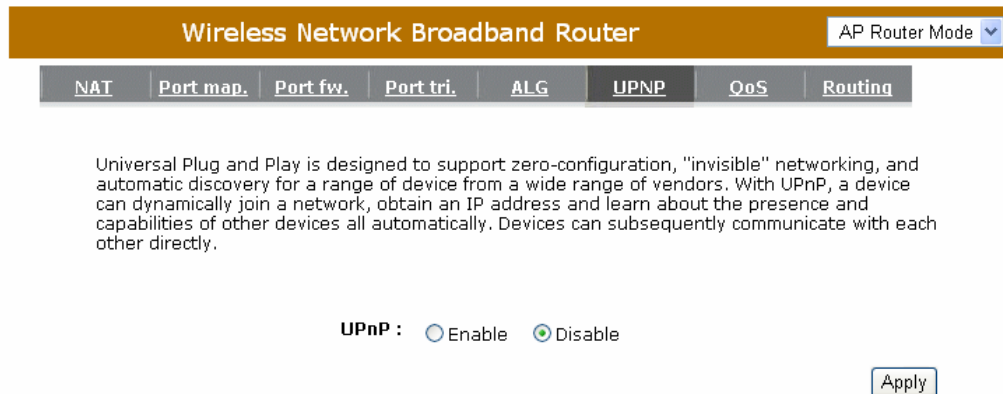 Wireless Network Broadband Router
AP Router Mode
NAT Port map. Port fw. Port tri. ALG UPNP QoS Routing
Universal Plug and Play is designed to support zero-configuration, "invisible" networking, and
automatic discovery for a range of device from a wide range of vendors. With UPnP, a device
can dynamically join a network, obtain an IP address and learn about the presence and
capabilities of other devices all automatically. Devices can subsequently communicate with each
other directly.
UPnP : Enable Disable
Apply